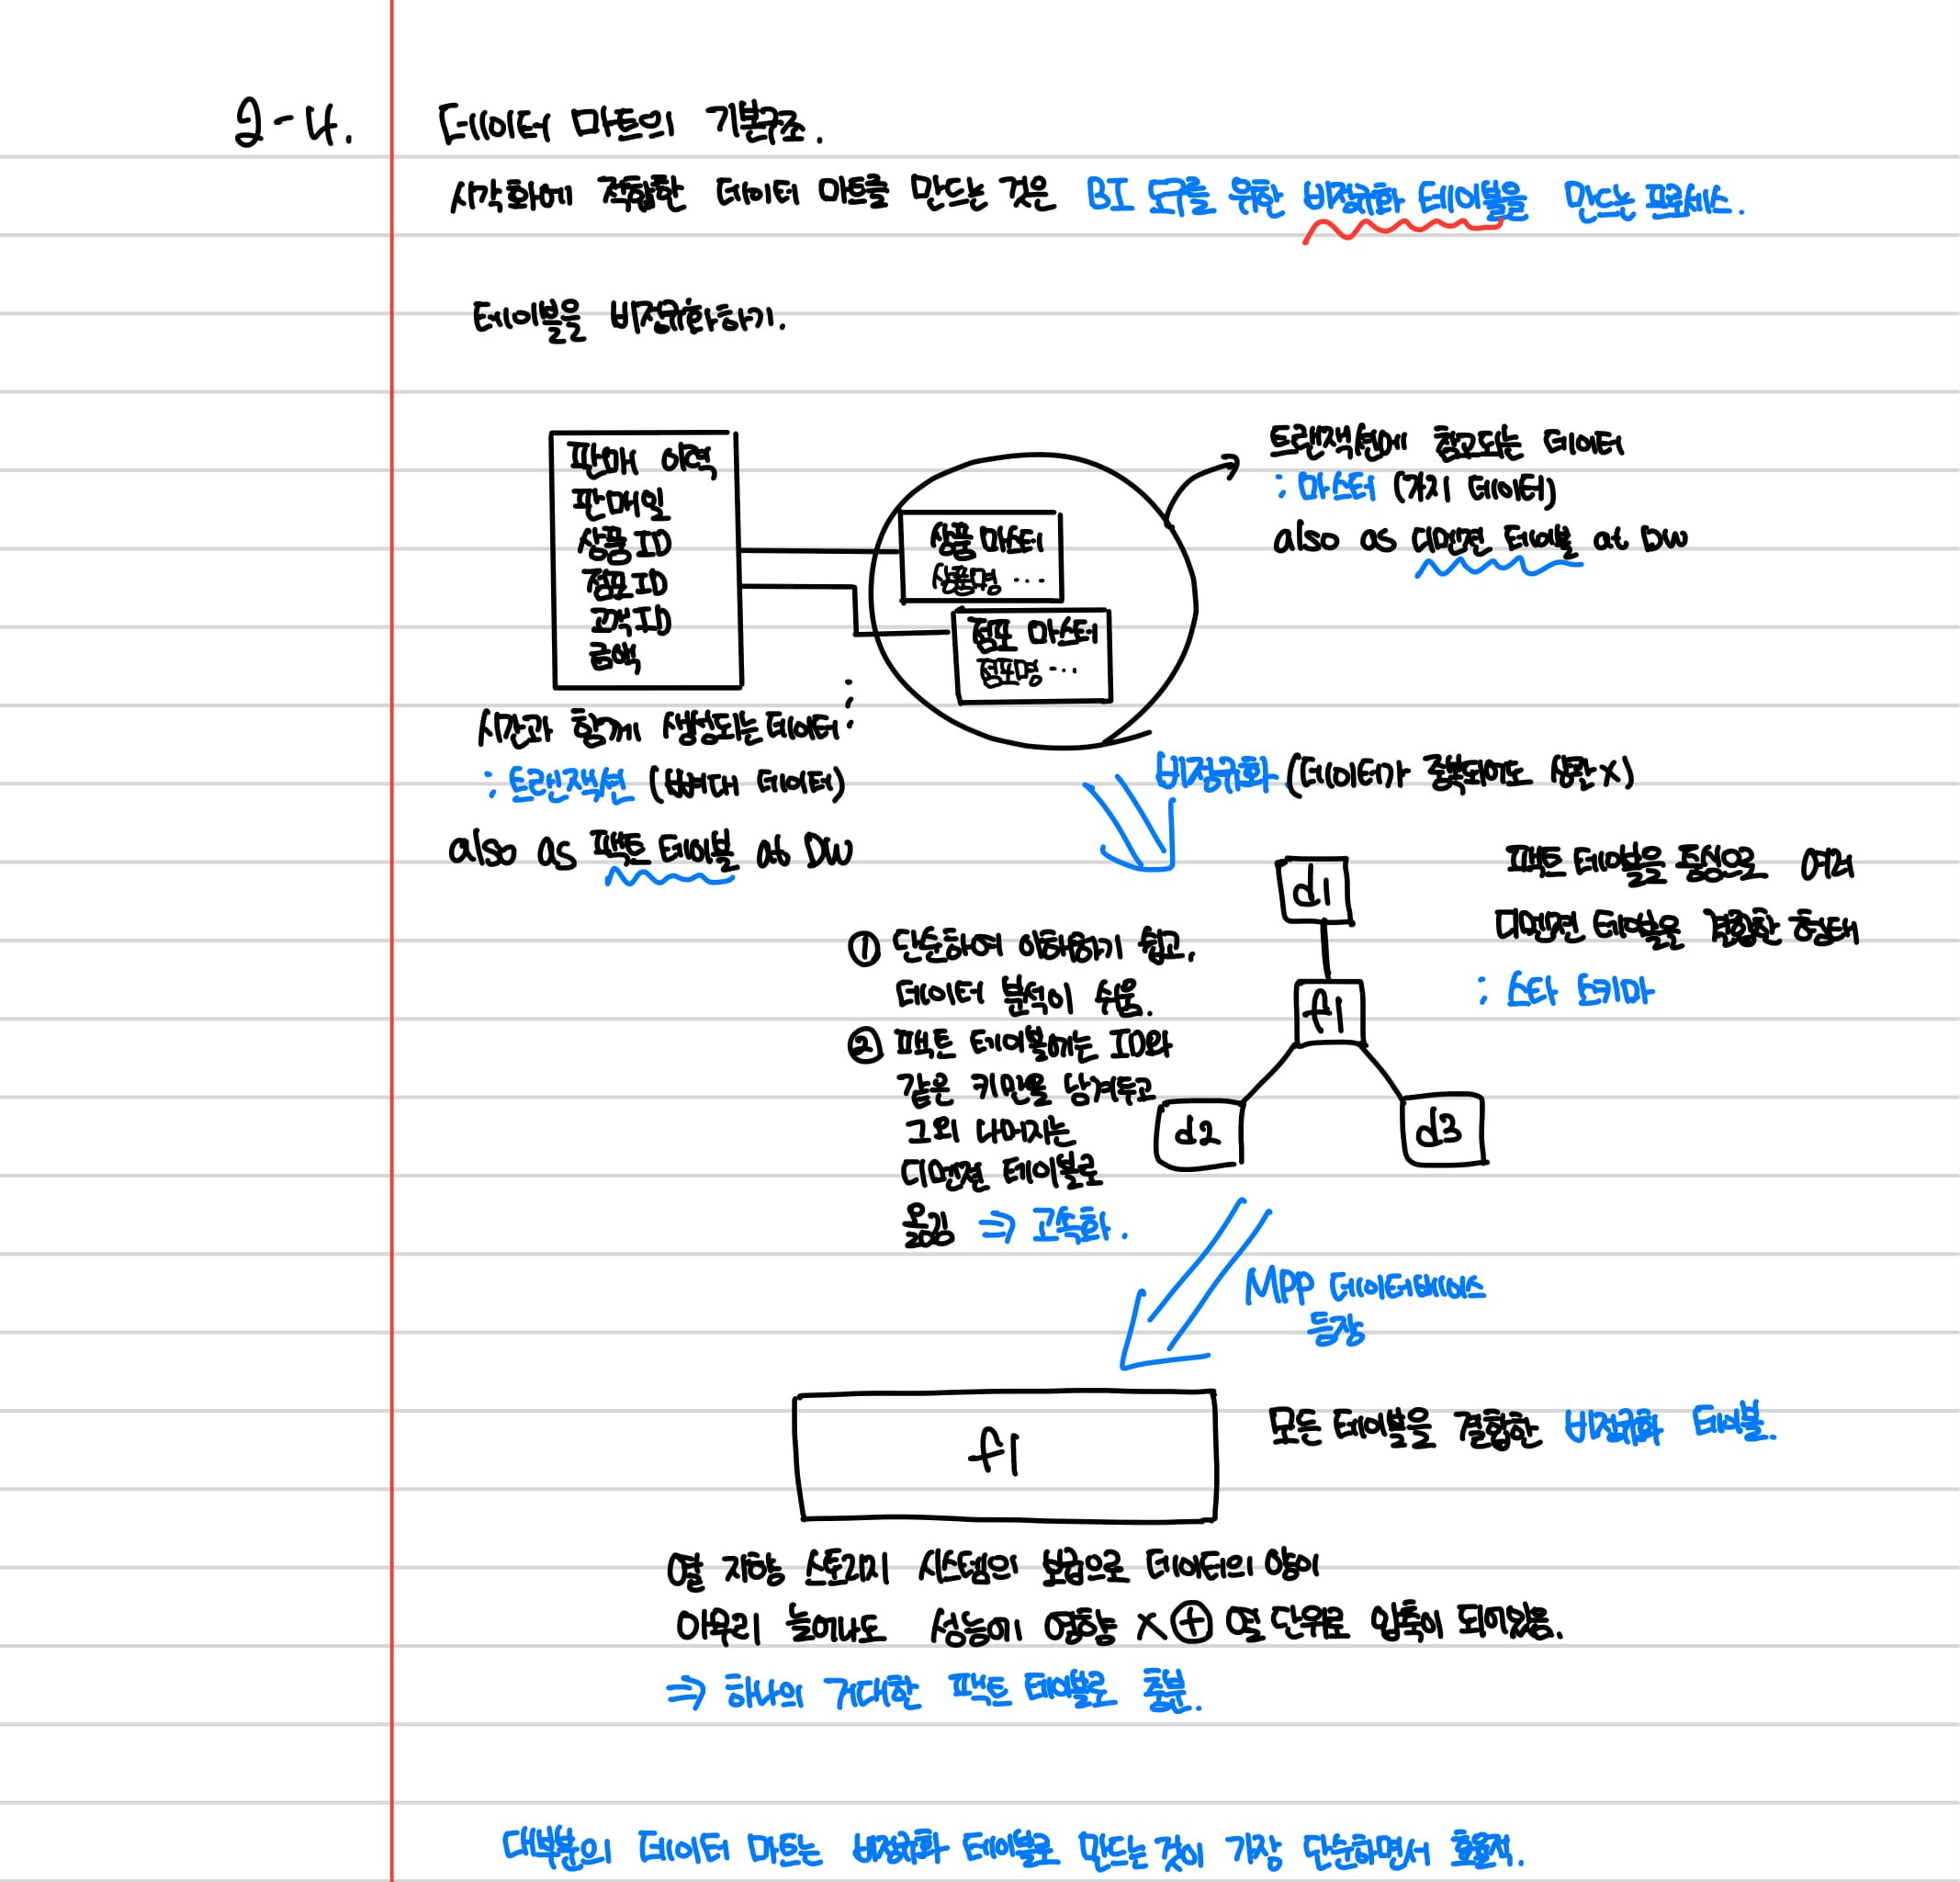 2-4. 데이터 마트의 기본구조.
시각화에 적합한 데이터 마트를 만드는 것은 BI 도구를 위한 비정규화 테이블을 만드는 프로세스.
테이블을 비정규화하기.
판매 이력
판매일
상품 ID
점포 ID
고객 ID
금액
상품 마스터
상품명 ...
점포 마스터
점포명 ...
트랜잭션에 참고되는 데이터
: 마스터 (가지 데이터)
also as 디멘젼 테이블 at DW
시간과 함께 생성되는 데이터
: 트랜잭션 (데이터)
also as 팩트 테이블 at DW
비정규화 (데이터가 중복되어도 상관 X)
① 단순하여 이해하기 쉽고,
데이터 분석이 쉬움.
② 팩트 테이블에는 ID와
같은 키만을 남겨두고
그외 나머지는
디멘젼 테이블로
옮김 ⇒ 고속화.
d1
f1
d2
d3
팩트 테이블을 중심으로 여러
디멘젼 테이블을 결합한 형태
: 스타 스키마
MPP 데이터베이스
등장
f1
모든 테이블을 결합한 비정규화 테이블.
열 지향 스토리지 시스템의 보급으로 데이터의 양이
아무리 늘어나도 성능에 영향 X ⊕ 열 단위로 압축이 되어있음.
⇒ 하나의 거대한 팩트 테이블로 충분.
대부분의 데이터 마트는 비정규화 테이블로 만드는 것이 가장 단순하면서 효율적.